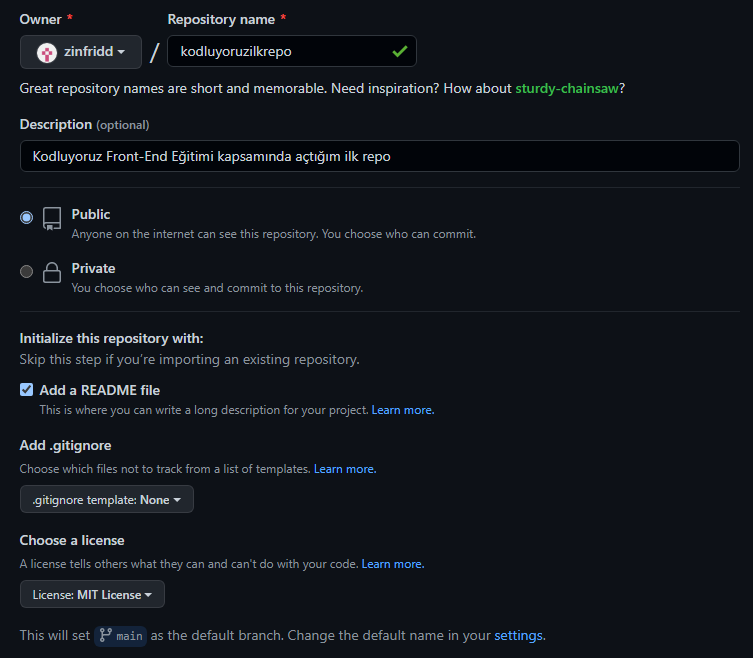 Owner * Repository name *
zinfridd / kodluyoruzilkrepo
Great repository names are short and memorable. Need inspiration? How about sturdy-chainsaw?
Description (optional)
Kodluyoruz Front-End Eğitimi kapsamında açtığım ilk repo
Public
Anyone on the internet can see this repository. You choose who can commit.
Private
You choose who can see and commit to this repository.
Initialize this repository with:
Skip this step if you're importing an existing repository.
Add a README file
This is where you can write a long description for your project. Learn more.
Add .gitignore
Choose which files not to track from a list of templates. Learn more.
.gitignore template: None
Choose a license
A license tells others what they can and can't do with your code. Learn more.
License: MIT License
This will set main as the default branch. Change the default name in your settings.